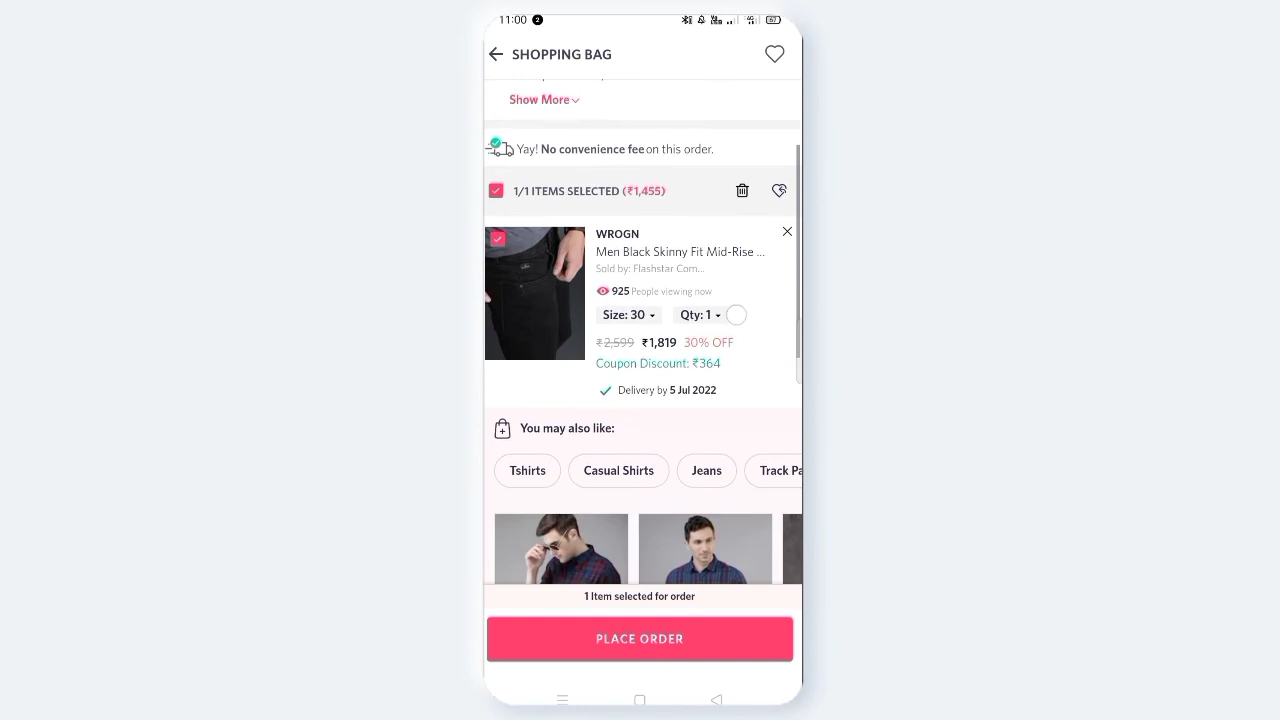 11:00 2 67
SHOPPING BAG
Show More
Yay! No convenience fee on this order.
1/1 ITEMS SELECTED (₹1,455)
WROGN
Men Black Skinny Fit Mid-Rise ...
Sold by: Flashstar Com...
925 People viewing now
Size: 30 Qty: 1
₹2,599 ₹1,819 30% OFF
Coupon Discount: ₹364
Delivery by 5 Jul 2022
You may also like:
Tshirts Casual Shirts Jeans Track Pa
1 Item selected for order
PLACE ORDER